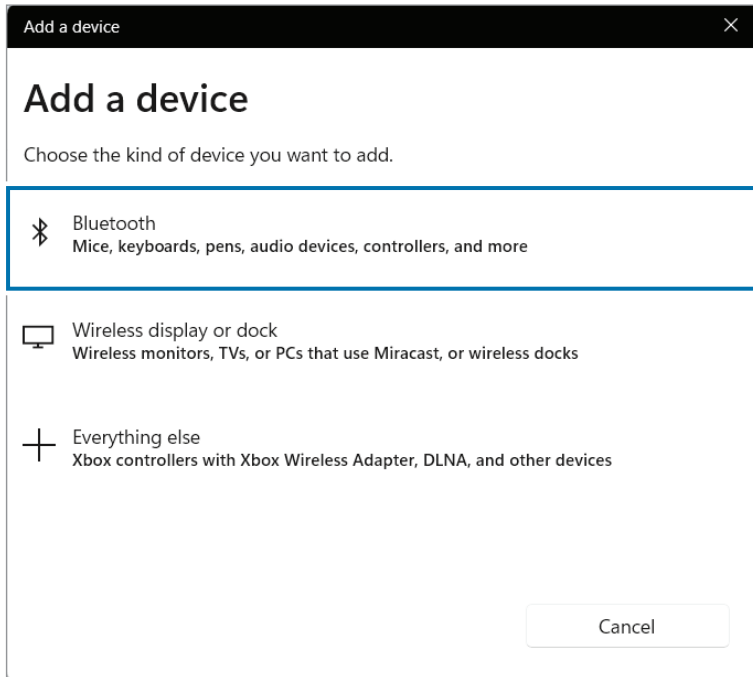 Add a device
Add a device
Choose the kind of device you want to add.
Bluetooth
Mice, keyboards, pens, audio devices, controllers, and more
Wireless display or dock
Wireless monitors, TVs, or PCs that use Miracast, or wireless docks
Everything else
Xbox controllers with Xbox Wireless Adapter, DLNA, and other devices
Cancel